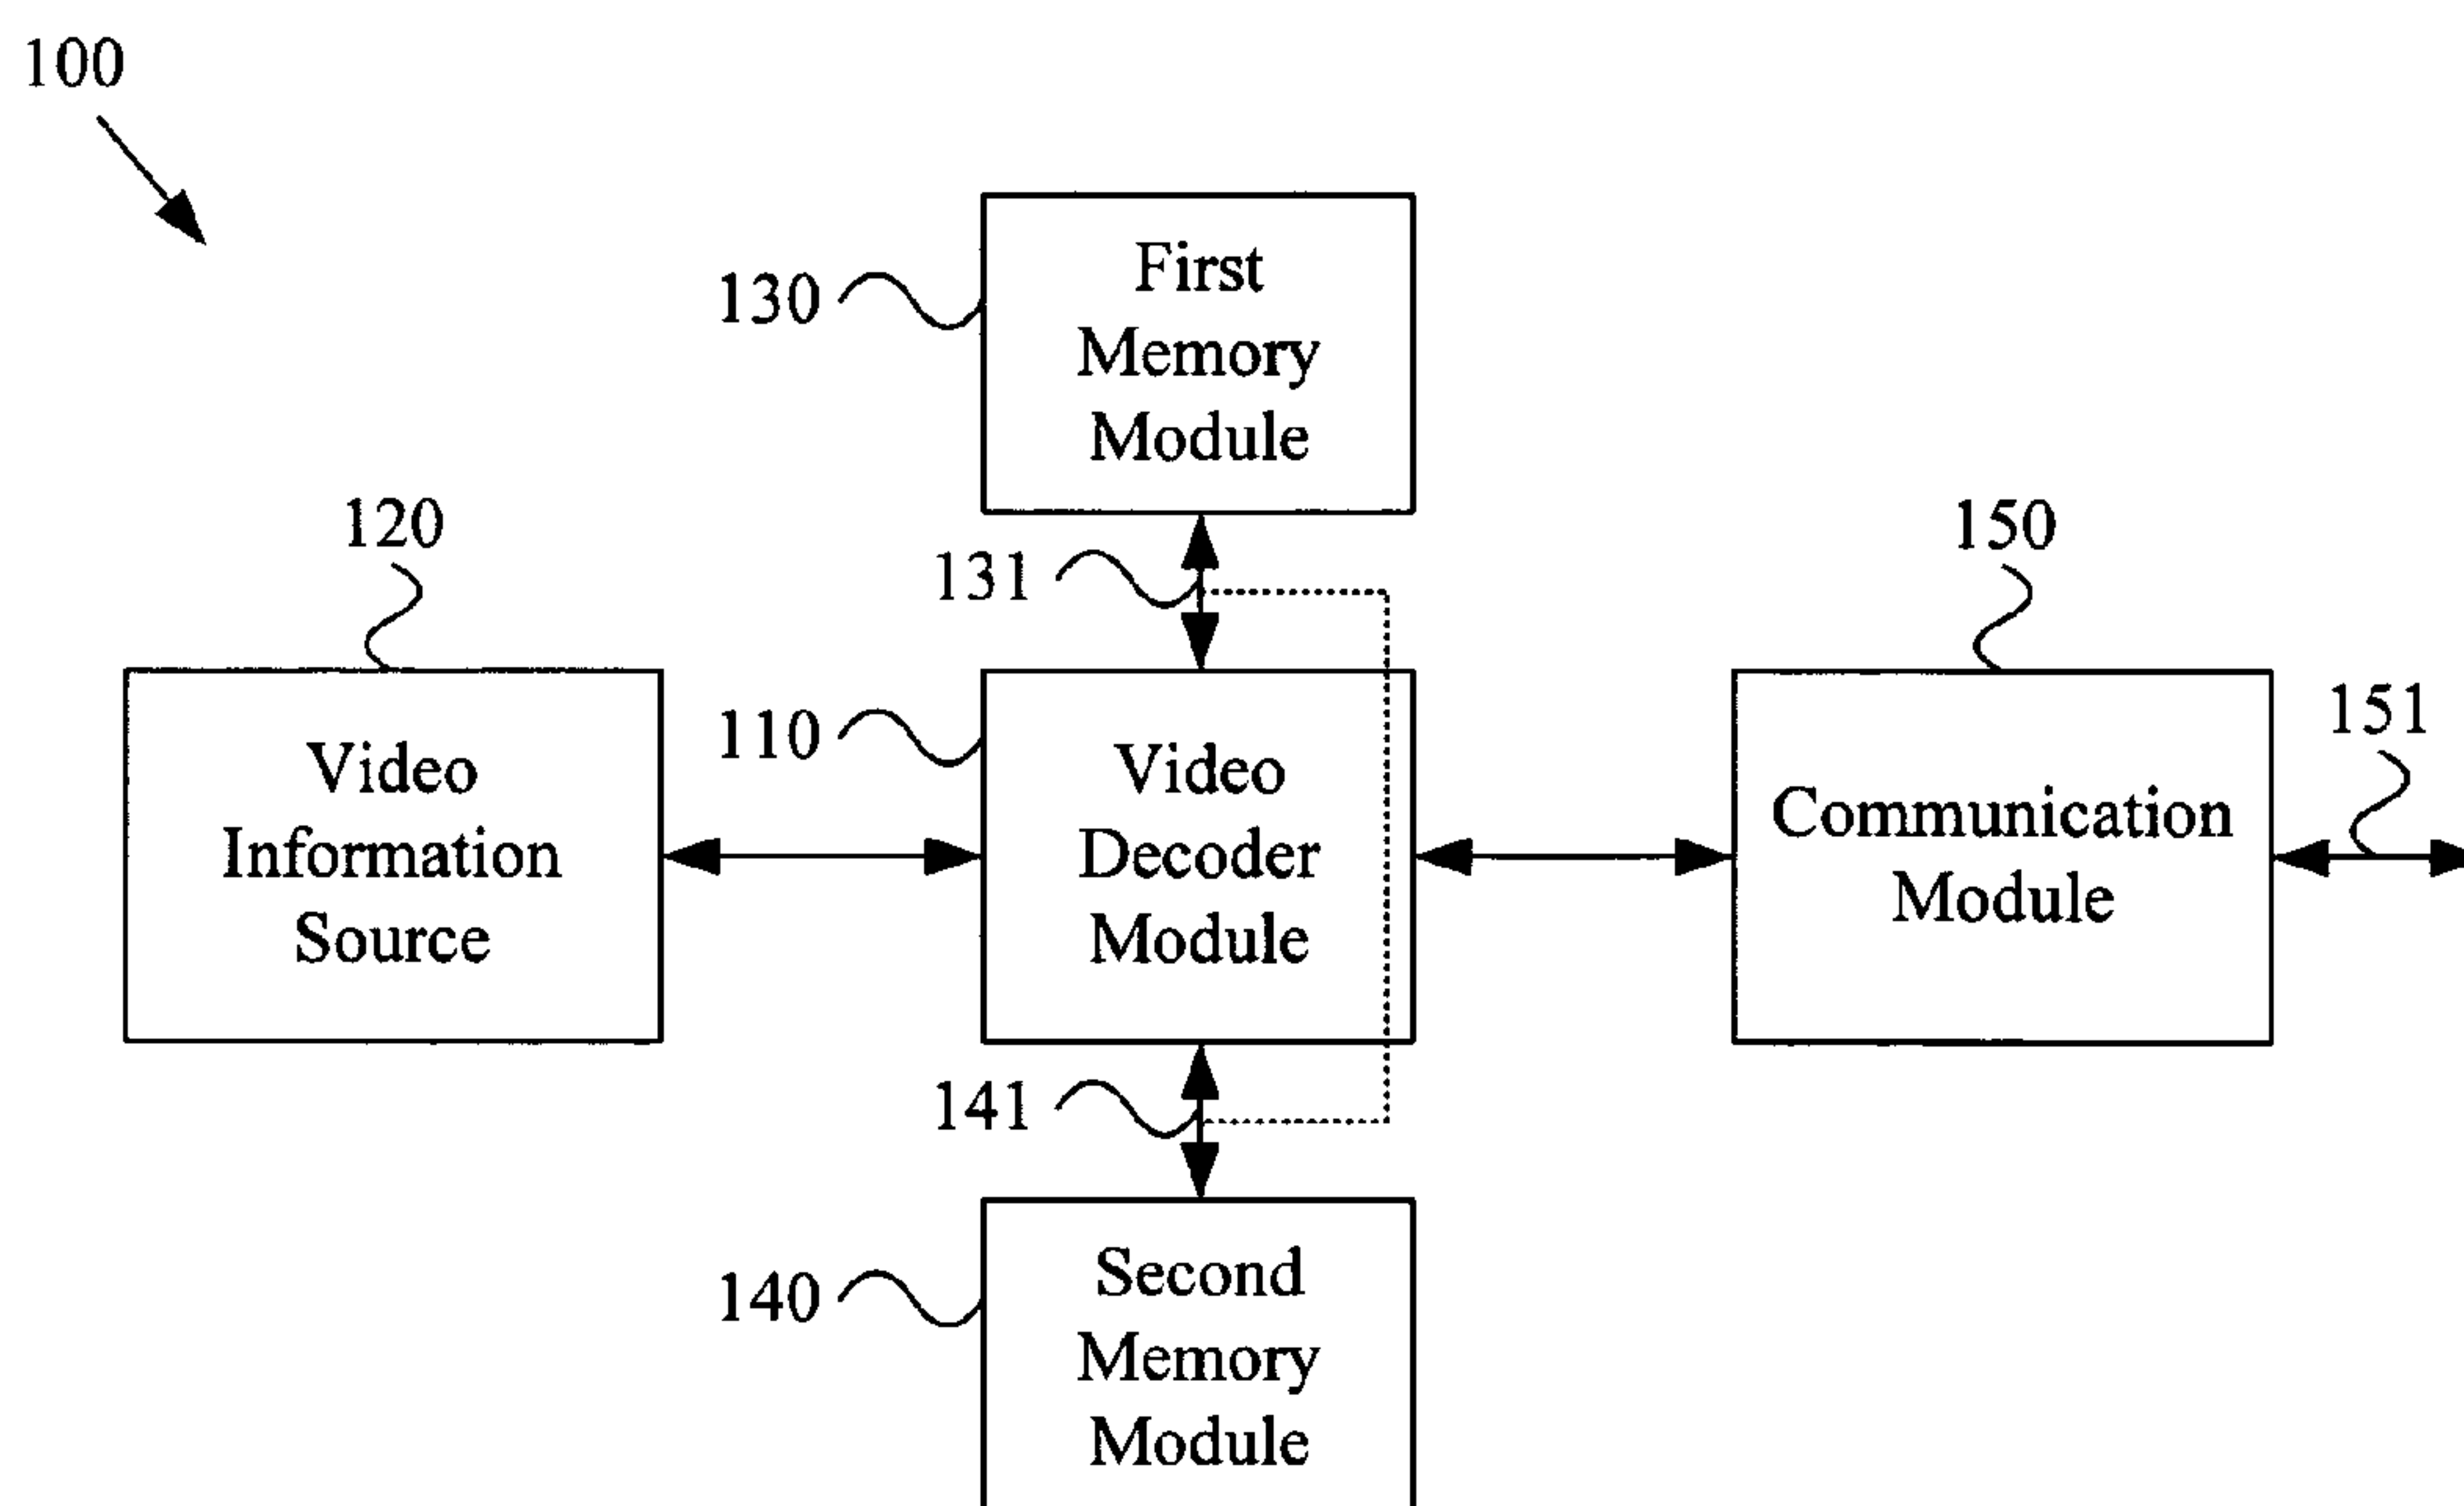 100
130
First
Memory
Module
131
120
Video
Information
Source
110
Video
Decoder
Module
150
Communication
Module
151
141
140
Second
Memory
Module